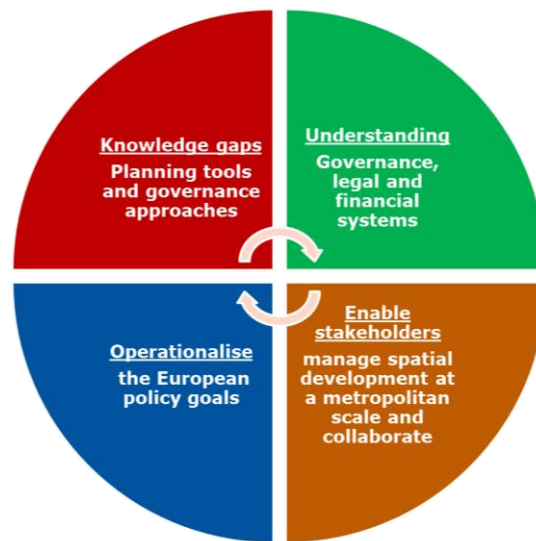 Knowledge gaps
Planning tools
and governance
approaches
Understanding
Governance,
legal and
financial
systems
Operationalise
the European
policy goals
Enable
stakeholders
manage spatial
development at
a metropolitan
scale and
collaborate